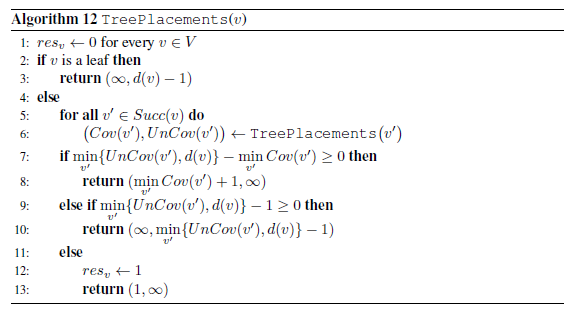 Algorithm 12 TreePlacements(v)
1: res_v ← 0 for every v ∈ V
2: if v is a leaf then
3: return (∞, d(v) − 1)
4: else
5: for all v′ ∈ Succ(v) do
6: (Cov(v′), UnCov(v′)) ← TreePlacements(v′)
7: if min_{v′}{UnCov(v′), d(v)} − min_{v′} Cov(v′) ≥ 0 then
8: return (min_{v′} Cov(v′) + 1, ∞)
9: else if min_{v′}{UnCov(v′), d(v)} − 1 ≥ 0 then
10: return (∞, min_{v′}{UnCov(v′), d(v)} − 1)
11: else
12: res_v ← 1
13: return (1, ∞)